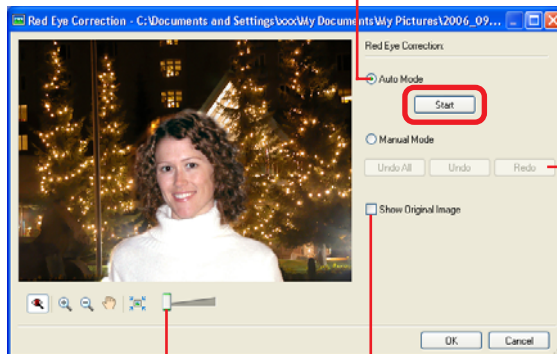 Red Eye Correction - C:\Documents and Settings\xxx\My Documents\My Pictures\2006_09...
Red Eye Correction:
Auto Mode
Start
Manual Mode
Undo All Undo Redo
Show Original Image
OK Cancel